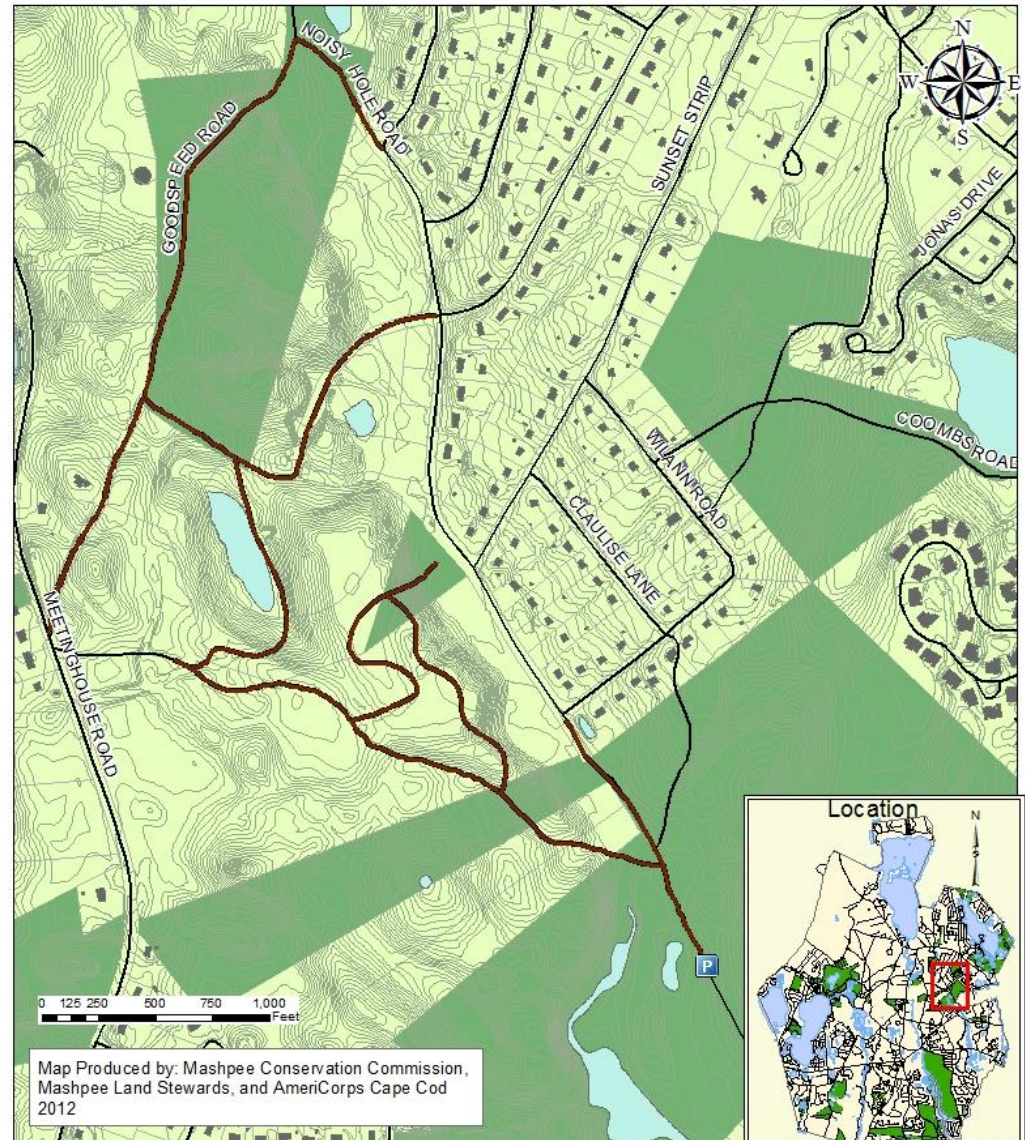 N
W
E
S
NOISY HOLE ROAD
GOODSPEED ROAD
SUNSET STRIP
JONAS DRIVE
COOMBS ROAD
WILANN ROAD
CLAULISE LANE
MEETINGHOUSE ROAD
P
Location
N
0 125 250 500 750 1,000
Feet
Map Produced by: Mashpee Conservation Commission,
Mashpee Land Stewards, and AmeriCorps Cape Cod
2012